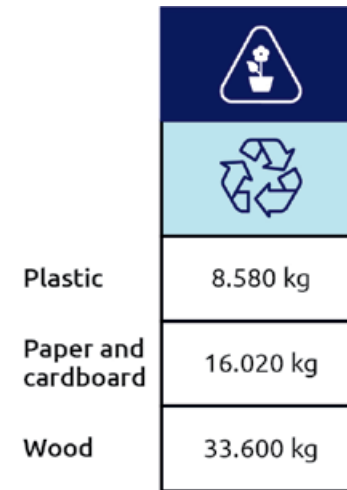 Plastic 8.580 kg
Paper and
cardboard 16.020 kg
Wood 33.600 kg